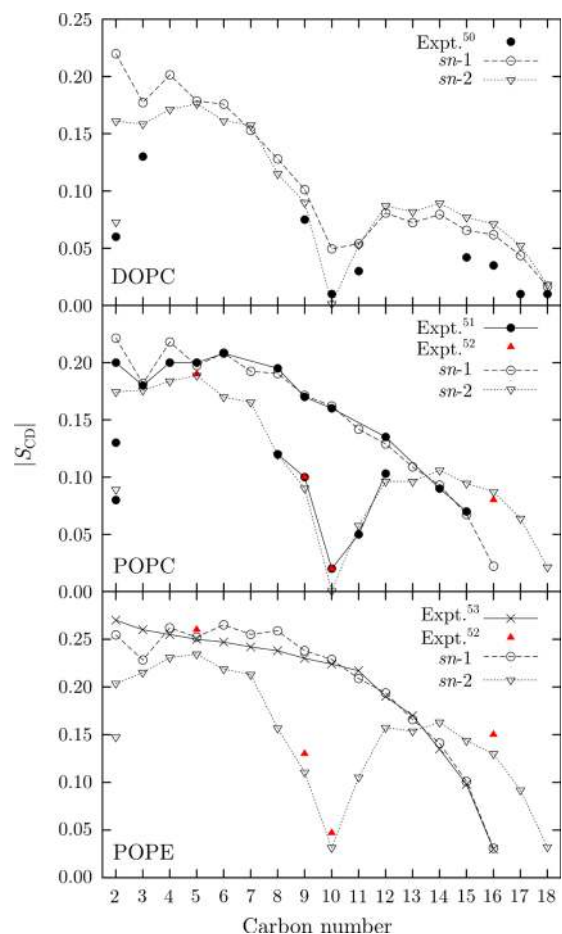 Expt.⁵⁰
sn-1
sn-2
0.25
0.20
0.15
0.10
0.05
0.00
DOPC
Expt.⁵¹
Expt.⁵²
sn-1
sn-2
0.20
0.15
0.10
0.05
0.00
POPC
|S_CD|
Expt.⁵³
Expt.⁵²
sn-1
sn-2
0.25
0.20
0.15
0.10
0.05
0.00
POPE
2 3 4 5 6 7 8 9 10 11 12 13 14 15 16 17 18
Carbon number